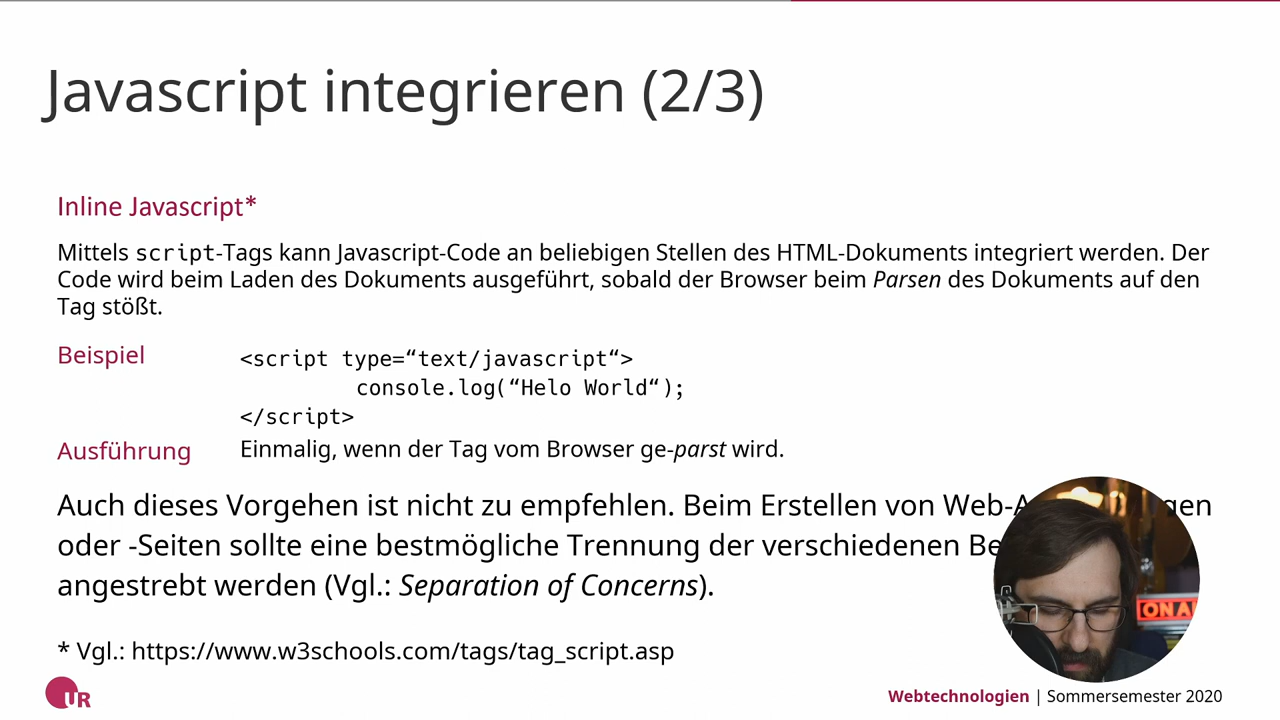 Javascript integrieren (2/3)
Inline Javascript*
Mittels script-Tags kann Javascript-Code an beliebigen Stellen des HTML-Dokuments integriert werden. Der
Code wird beim Laden des Dokuments ausgeführt, sobald der Browser beim Parsen des Dokuments auf den
Tag stößt.
Beispiel
<script type=“text/javascript“>
console.log(“Helo World“);
</script>
Ausführung
Einmalig, wenn der Tag vom Browser ge-parst wird.
Auch dieses Vorgehen ist nicht zu empfehlen. Beim Erstellen von
oder -Seiten sollte eine bestmögliche Trennung der verschiedenen
angestrebt werden (Vgl.: Separation of Concerns).
ON
* Vgl.: https://www.w3schools.com/tags/tag_script.asp
UR
Webtechnologien | Sommersemester 2020